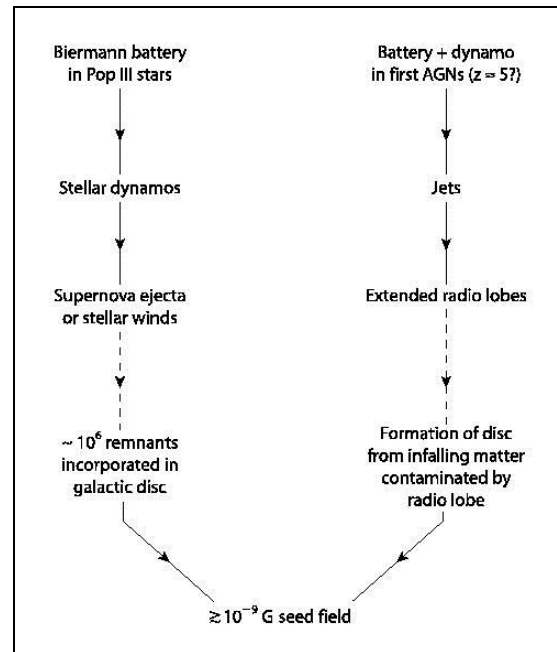 Biermann battery
in Pop III stars
Battery + dynamo
in first AGNs (z = 5?)
Stellar dynamos
Jets
Supernova ejecta
or stellar winds
Extended radio lobes
~ 10⁶ remnants
incorporated in
galactic disc
Formation of disc
from infalling matter
contaminated by
radio lobe
≳ 10⁻⁹ G seed field